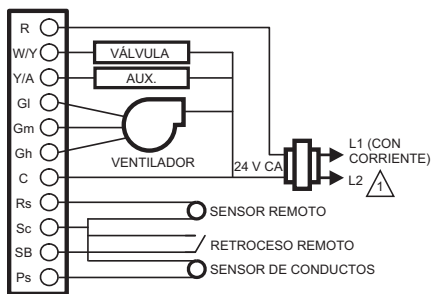 R
W/Y
VÁLVULA
Y/A
AUX.
Gl
Gm
Gh
VENTILADOR
C
24 V CA
L1 (CON
CORRIENTE)
L2
1
Rs
SENSOR REMOTO
Sc
SB
RETROCESO REMOTO
Ps
SENSOR DE CONDUCTOS